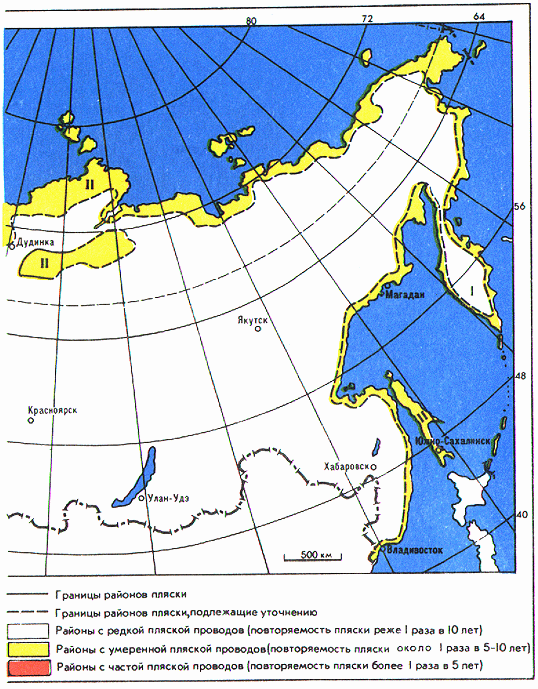 80
72
64
II
Дудинка
II
56
I
Магадан
Якутск
48
Красноярск
II
Южно-Сахалинск
Хабаровск
Улан-Удэ
40
500 км
Владивосток
Границы районов пляски
Границы районов пляски, подлежащие уточнению
Районы с редкой пляской проводов (повторяемость пляски реже 1 раза в 10 лет)
Районы с умеренной пляской проводов (повторяемость пляски около 1 раза в 5-10 лет)
Районы с частой пляской проводов (повторяемость пляски более 1 раза в 5 лет)